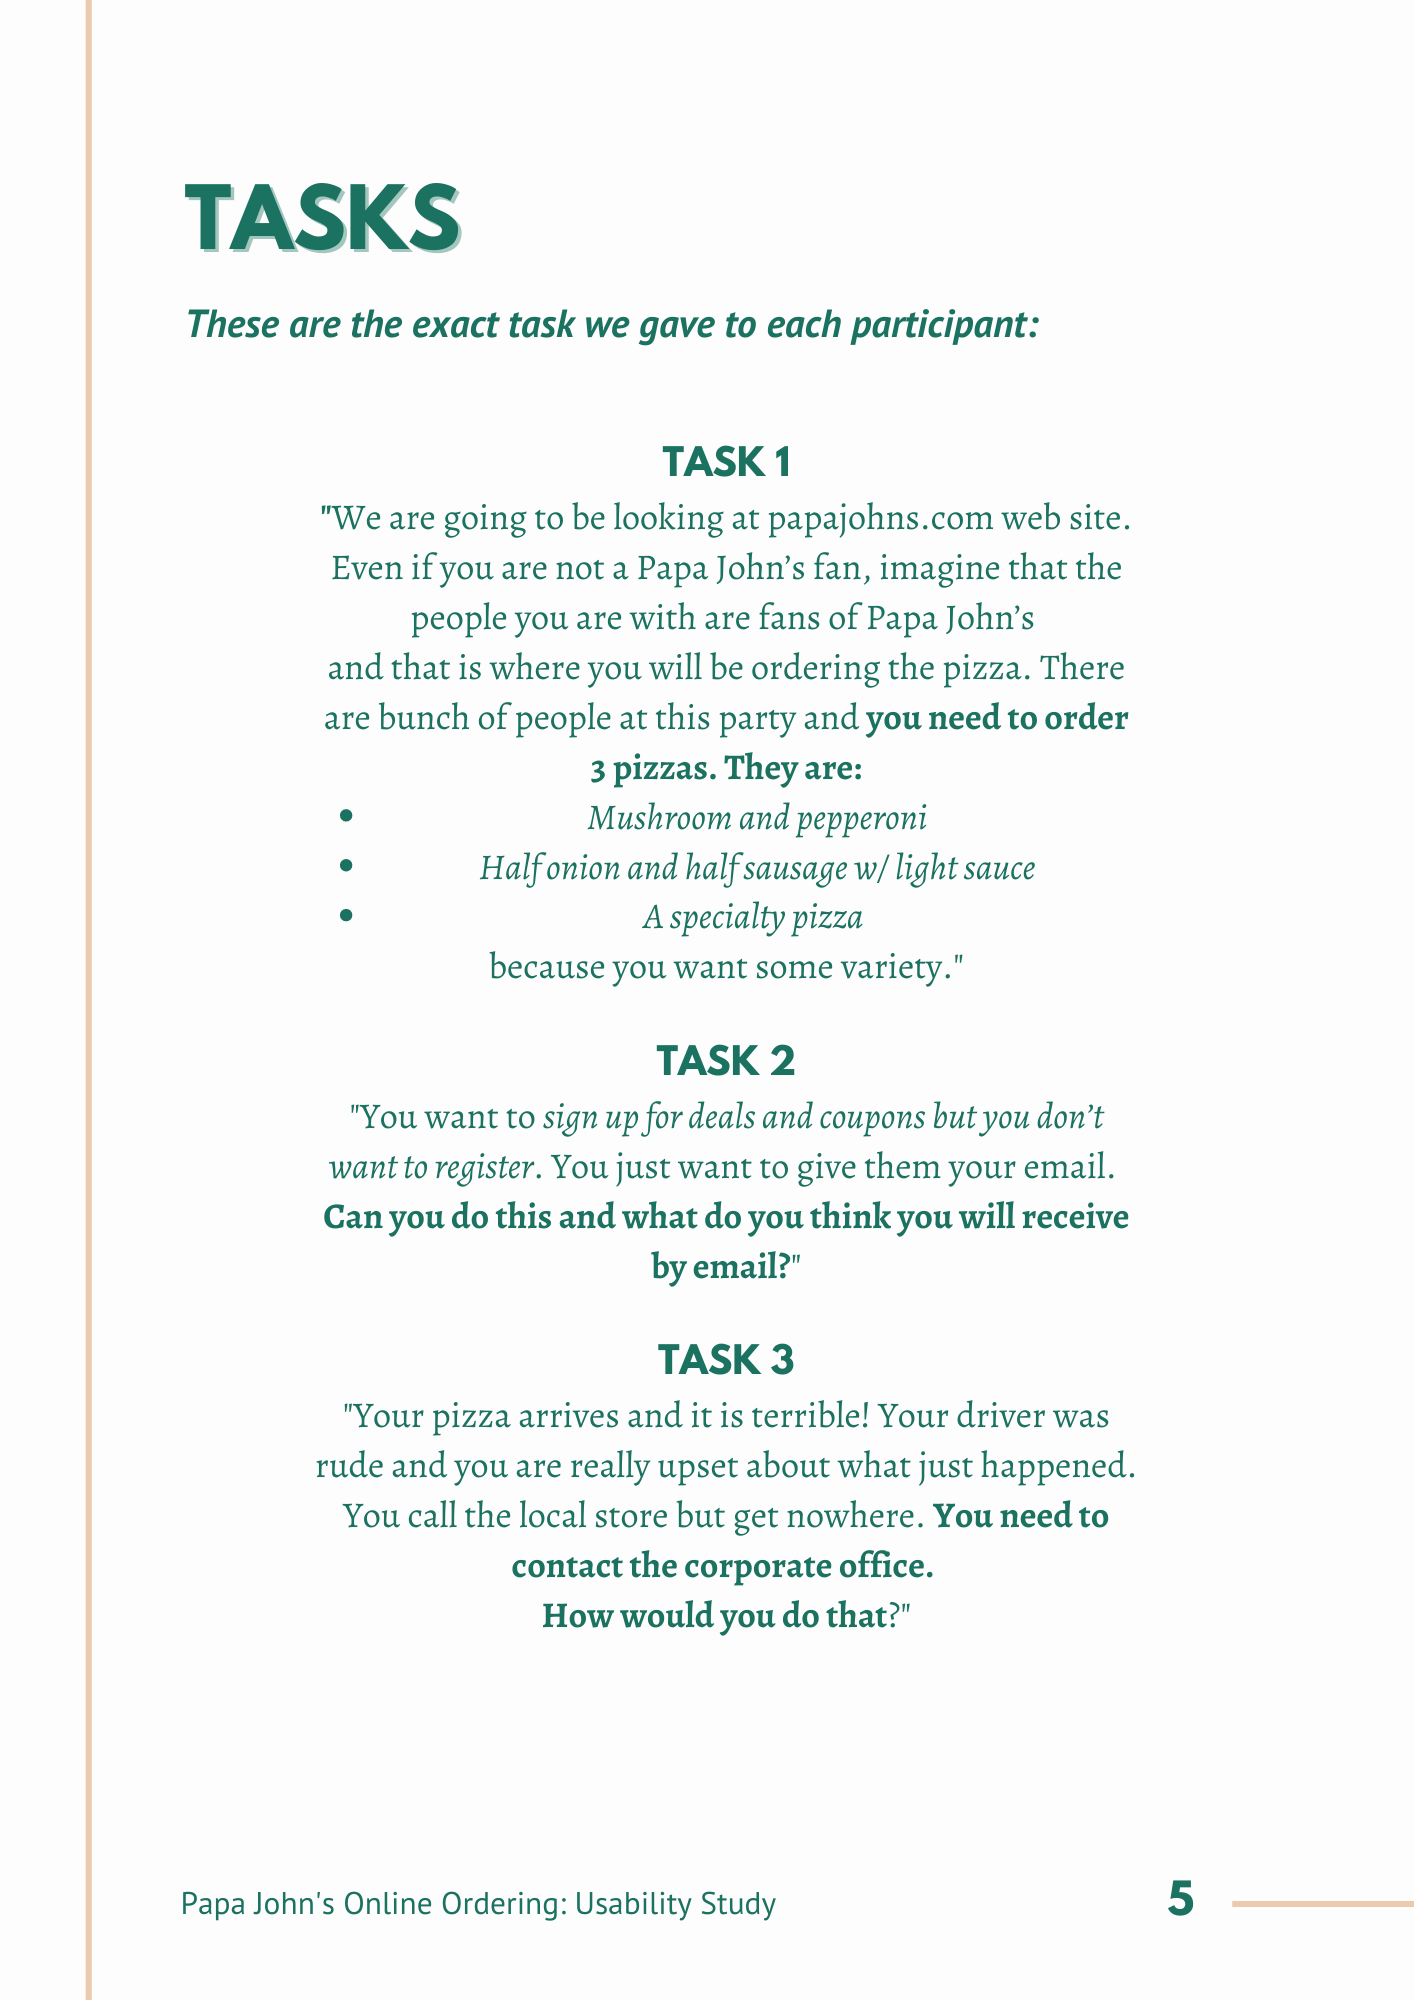 TASKS
These are the exact task we gave to each participant:
TASK 1
"We are going to be looking at papajohns.com web site.
Even if you are not a Papa John’s fan, imagine that the
people you are with are fans of Papa John’s
and that is where you will be ordering the pizza. There
are bunch of people at this party and you need to order
3 pizzas. They are:
• Mushroom and pepperoni
• Half onion and half sausage w/ light sauce
• A specialty pizza
because you want some variety."
TASK 2
"You want to sign up for deals and coupons but you don’t
want to register. You just want to give them your email.
Can you do this and what do you think you will receive
by email?"
TASK 3
"Your pizza arrives and it is terrible! Your driver was
rude and you are really upset about what just happened.
You call the local store but get nowhere. You need to
contact the corporate office.
How would you do that?"
Papa John's Online Ordering: Usability Study
5